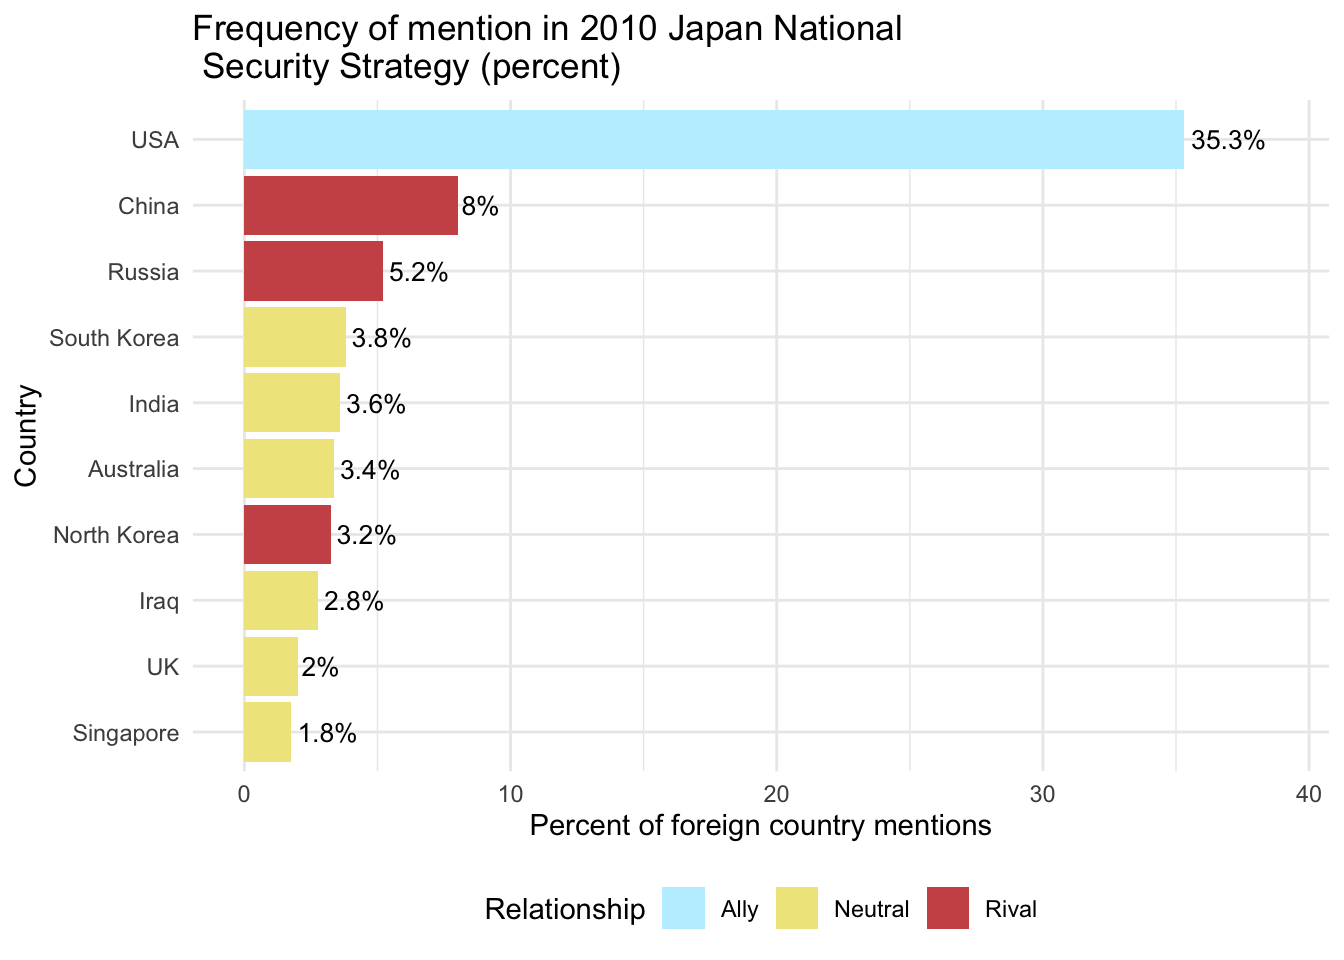 Frequency of mention in 2010 Japan National
Security Strategy (percent)
Country
USA 35.3%
China 8%
Russia 5.2%
South Korea 3.8%
India 3.6%
Australia 3.4%
North Korea 3.2%
Iraq 2.8%
UK 2%
Singapore 1.8%
0 10 20 30 40
Percent of foreign country mentions
Relationship Ally Neutral Rival